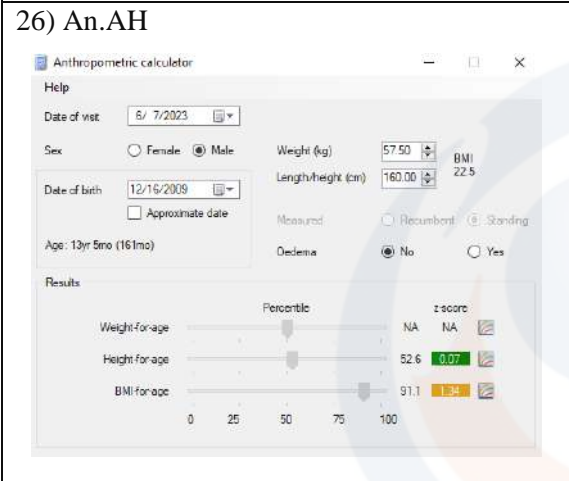 26) An.AH
Anthropometric calculator
Help
Date of visit 6/ 7/2023
Sex Female Male Weight (kg) 57.50 BMI
Length/height (cm) 160.00 22.5
Date of birth 12/16/2009
Approximate date Measured Recumbent Standing
Age: 13yr 5mo (161mo) Oedema No Yes
Results
Percentile z-score
Weight-for-age NA NA
Height-for-age 52.6 0.07
BMI-for-age 91.1 1.34
0 25 50 75 100